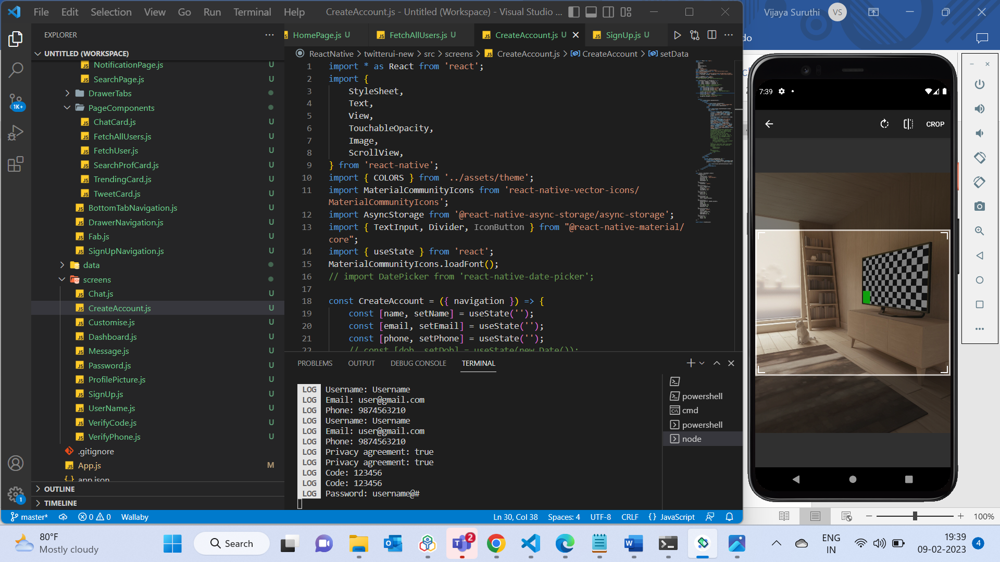 File Edit Selection View Go Run Terminal Help
CreateAccount.js - Untitled (Workspace) - Visual Studio ...
Vijaya Suruthi VS
EXPLORER
UNTITLED (WORKSPACE)
NotificationPage.js U
SearchPage.js U
DrawerTabs
PageComponents
ChatCard.js U
FetchAllUsers.js U
FetchUser.js U
SearchProfCard.js U
TrendingCard.js U
TweetCard.js U
BottomTabNavigation.js U
DrawerNavigation.js U
Fab.js U
SignUpNavigation.js U
data
screens
Chat.js U
CreateAccount.js U
Customise.js U
Dashboard.js U
Message.js U
Password.js U
ProfilePicture.js U
SignUp.js U
UserName.js U
VerifyCode.js U
VerifyPhone.js U
.gitignore
App.js M
app.json
OUTLINE
TIMELINE
1K+
1
HomePage.js U
FetchAllUsers.js U
CreateAccount.js U
SignUp.js U
ReactNative > twitterui-new > src > screens > CreateAccount.js > CreateAccount > setData
1 import * as React from 'react';
2 import {
3 StyleSheet,
4 Text,
5 View,
6 TouchableOpacity,
7 Image,
8 ScrollView,
9 } from 'react-native';
10 import { COLORS } from '../assets/theme';
11 import MaterialCommunityIcons from 'react-native-vector-icons/
MaterialCommunityIcons';
12 import AsyncStorage from '@react-native-async-storage/async-storage';
13 import { TextInput, Divider, IconButton } from "@react-native-material/
core";
14 import { useState } from 'react';
15 MaterialCommunityIcons.loadFont();
16 // import DatePicker from 'react-native-date-picker';
17
18 const CreateAccount = ({ navigation }) => {
19 const [name, setName] = useState('');
20 const [email, setEmail] = useState('');
21 const [phone, setPhone] = useState('');
22 // const [dob, setDob] = useState(new Date());
PROBLEMS OUTPUT DEBUG CONSOLE TERMINAL
LOG Username: Username
LOG Email: user@gmail.com
LOG Phone: 9874563210
LOG Username: Username
LOG Email: user@gmail.com
LOG Phone: 9874563210
LOG Privacy agreement: true
LOG Privacy agreement: true
LOG Code: 123456
LOG Code: 123456
LOG Password: username@#
powershell
cmd
powershell
node
master* 0 0 Wallaby
Ln 30, Col 38 Spaces: 4 UTF-8 CRLF {} JavaScript
do
7:39
CROP
100%
80°F
Mostly cloudy
Search
2
ENG
IN
19:39
09-02-2023
4